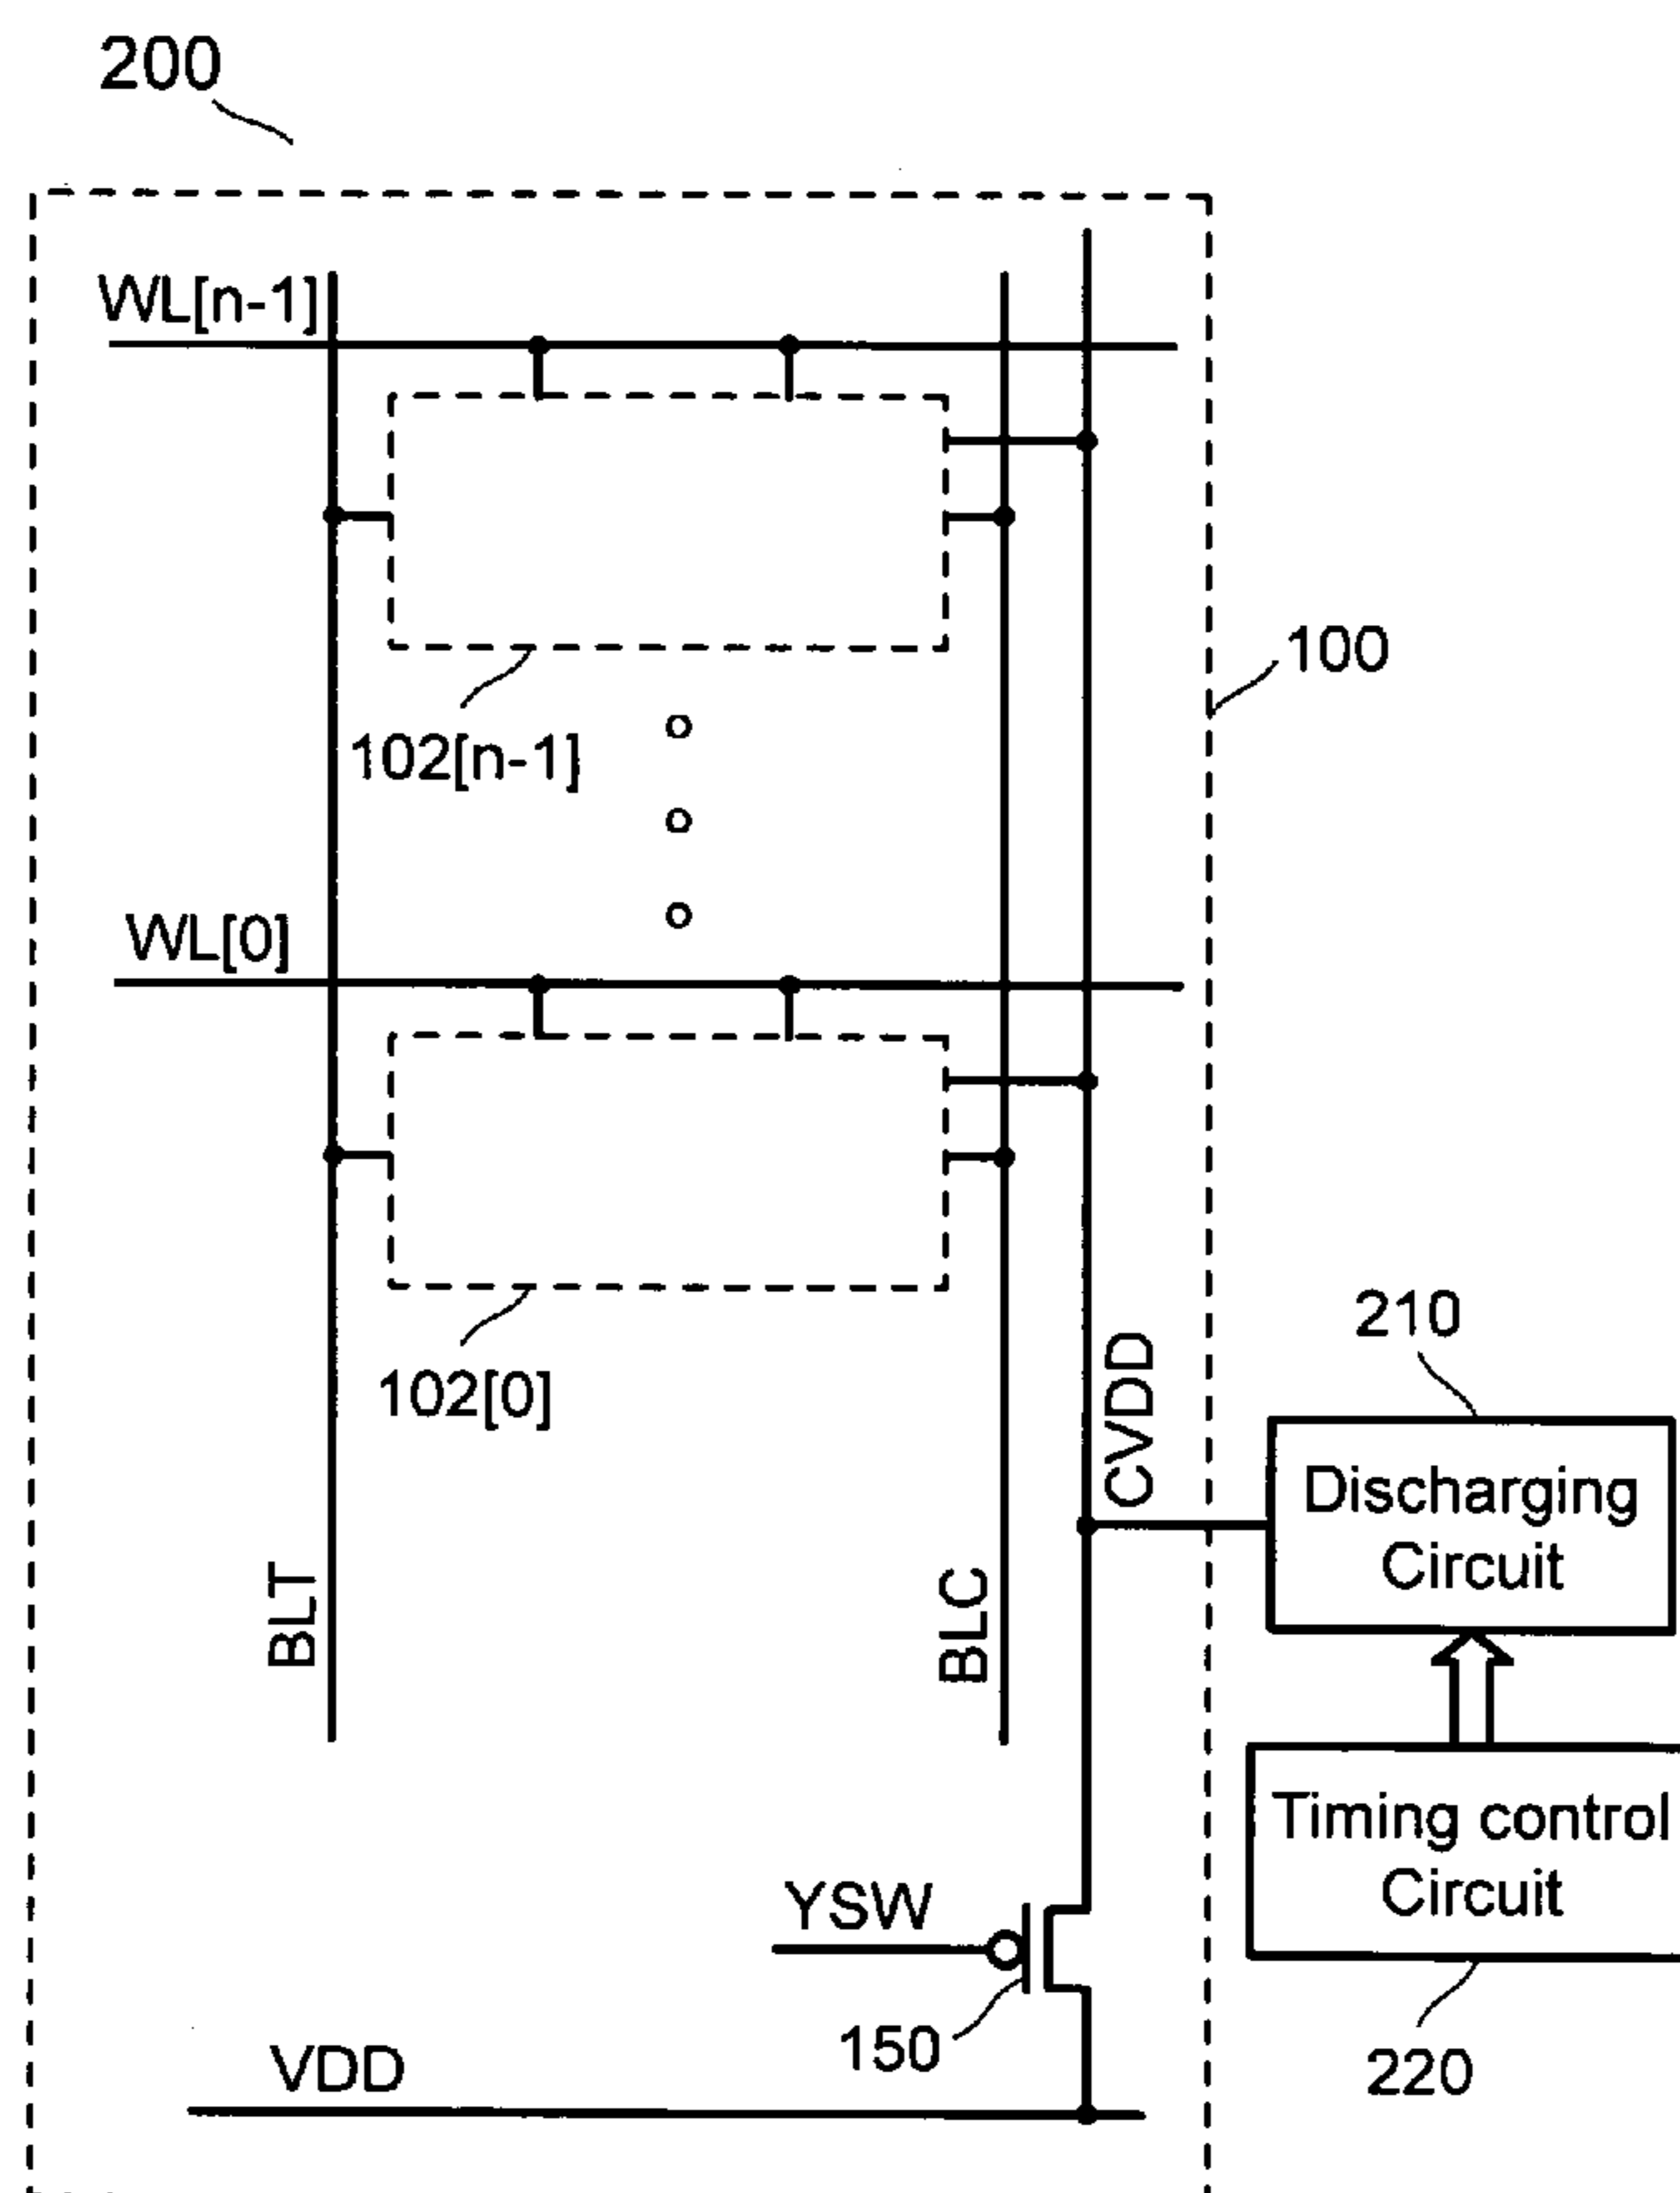 200
WL[n-1]
100
102[n-1]
WL[0]
102[0]
210
CVDD
Discharging
Circuit
BLT
BLC
Timing control
Circuit
YSW
150
220
VDD